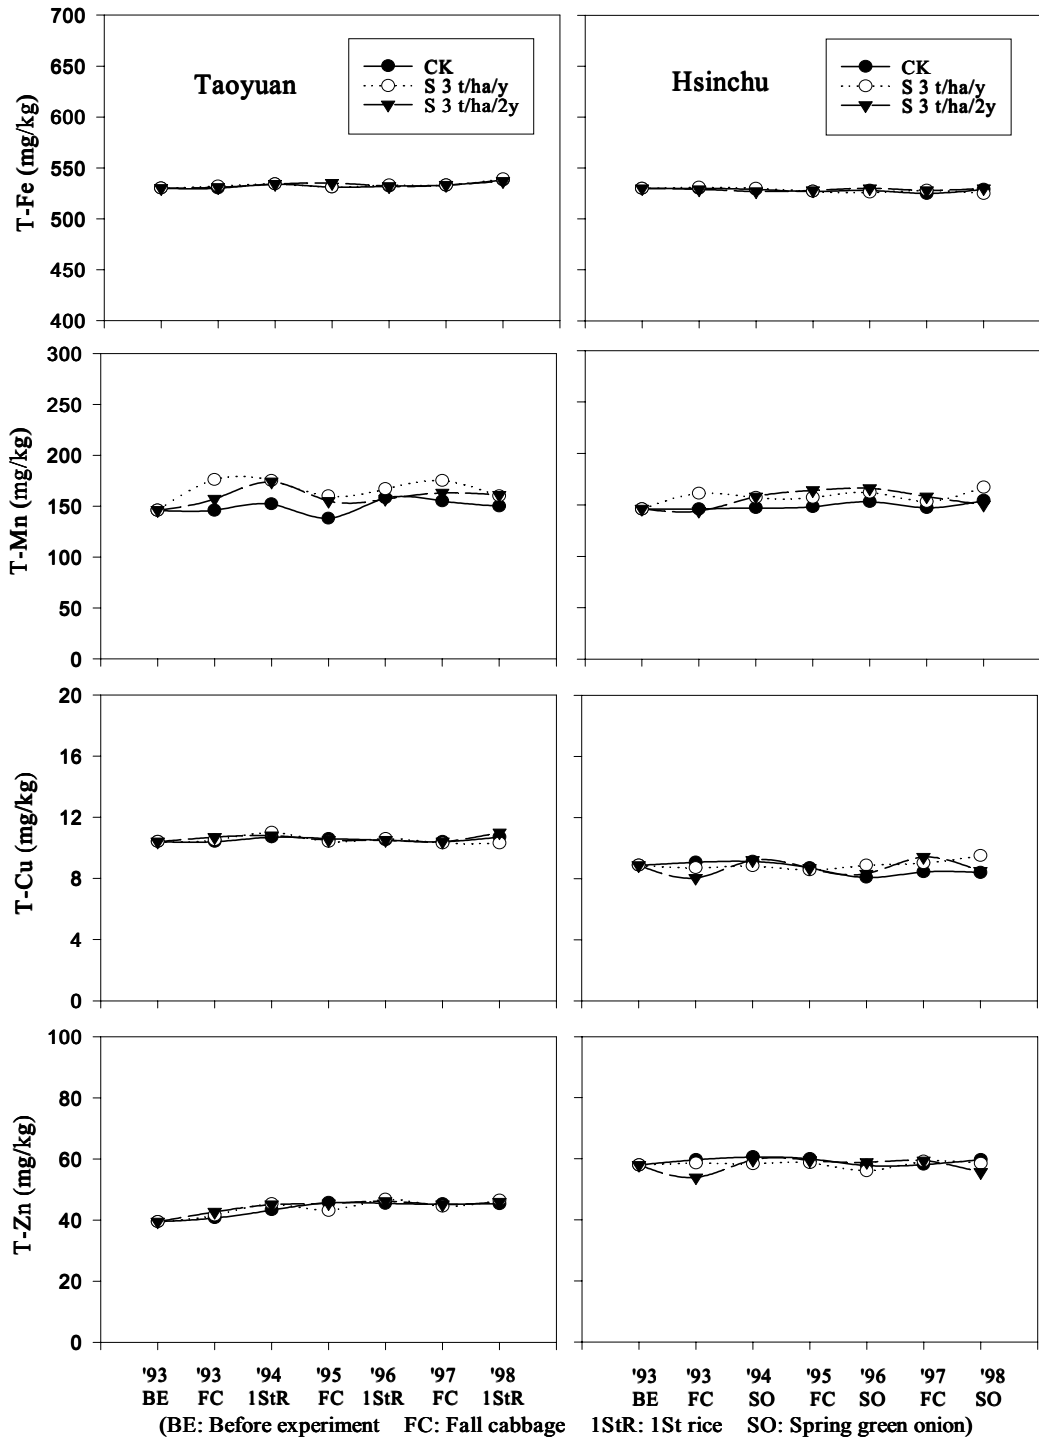 T-Fe (mg/kg)
700
650
600
550
500
450
400
Taoyuan
CK
S 3 t/ha/y
S 3 t/ha/2y
Hsinchu
CK
S 3 t/ha/y
S 3 t/ha/2y
T-Mn (mg/kg)
300
250
200
150
100
50
0
T-Cu (mg/kg)
20
16
12
8
4
0
T-Zn (mg/kg)
100
80
60
40
20
0
'93 '93 '94 '95 '96 '97 '98
BE FC 1StR FC 1StR FC 1StR
'93 '93 '94 '95 '96 '97 '98
BE FC SO FC SO FC SO
(BE: Before experiment FC: Fall cabbage 1StR: 1St rice SO: Spring green onion)